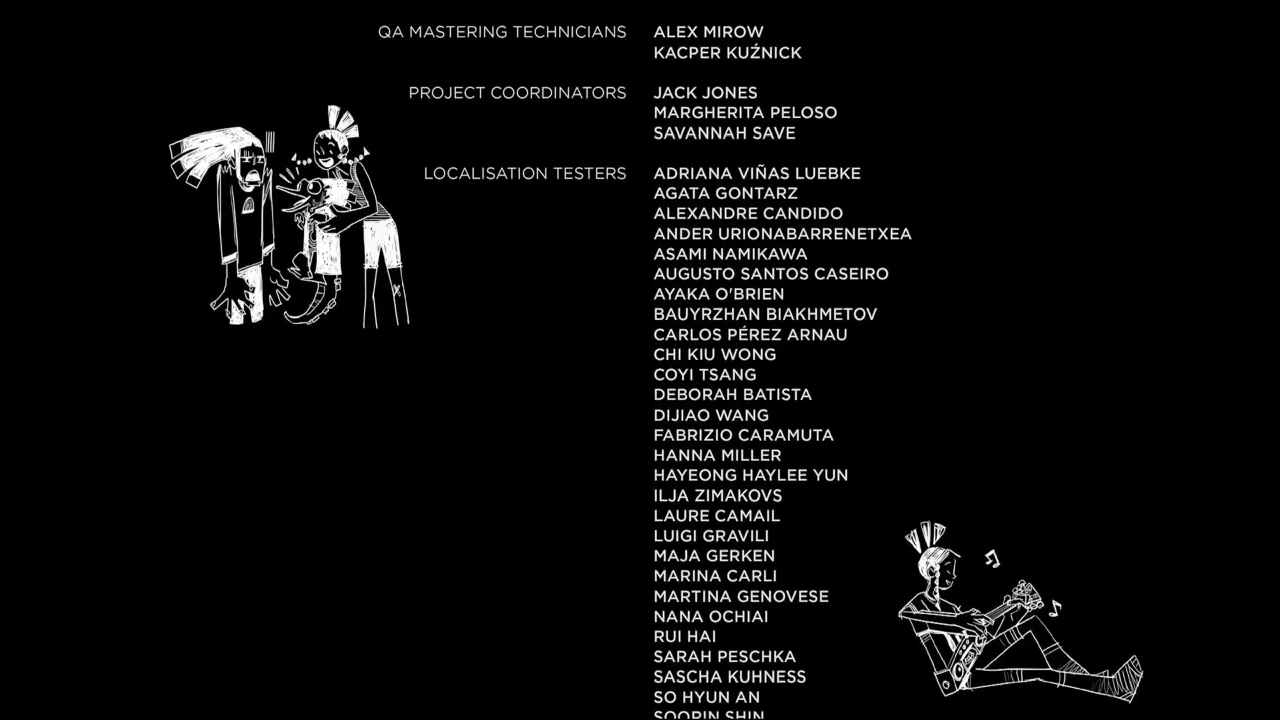 QA MASTERING TECHNICIANS ALEX MIROW
KACPER KUŹNICK
PROJECT COORDINATORS JACK JONES
MARGHERITA PELOSO
SAVANNAH SAVE
LOCALISATION TESTERS ADRIANA VIÑAS LUEBKE
AGATA GONTARZ
ALEXANDRE CANDIDO
ANDER URIONABARRENETXEA
ASAMI NAMIKAWA
AUGUSTO SANTOS CASEIRO
AYAKA O'BRIEN
BAUYRZHAN BIAKHMETOV
CARLOS PÉREZ ARNAU
CHI KIU WONG
COYI TSANG
DEBORAH BATISTA
DIJIAO WANG
FABRIZIO CARAMUTA
HANNA MILLER
HAYEONG HAYLEE YUN
ILJA ZIMAKOVS
LAURE CAMAIL
LUIGI GRAVILI
MAJA GERKEN
MARINA CARLI
MARTINA GENOVESE
NANA OCHIAI
RUI HAI
SARAH PESCHKA
SASCHA KUHNESS
SO HYUN AN
SOOPIN SHIN